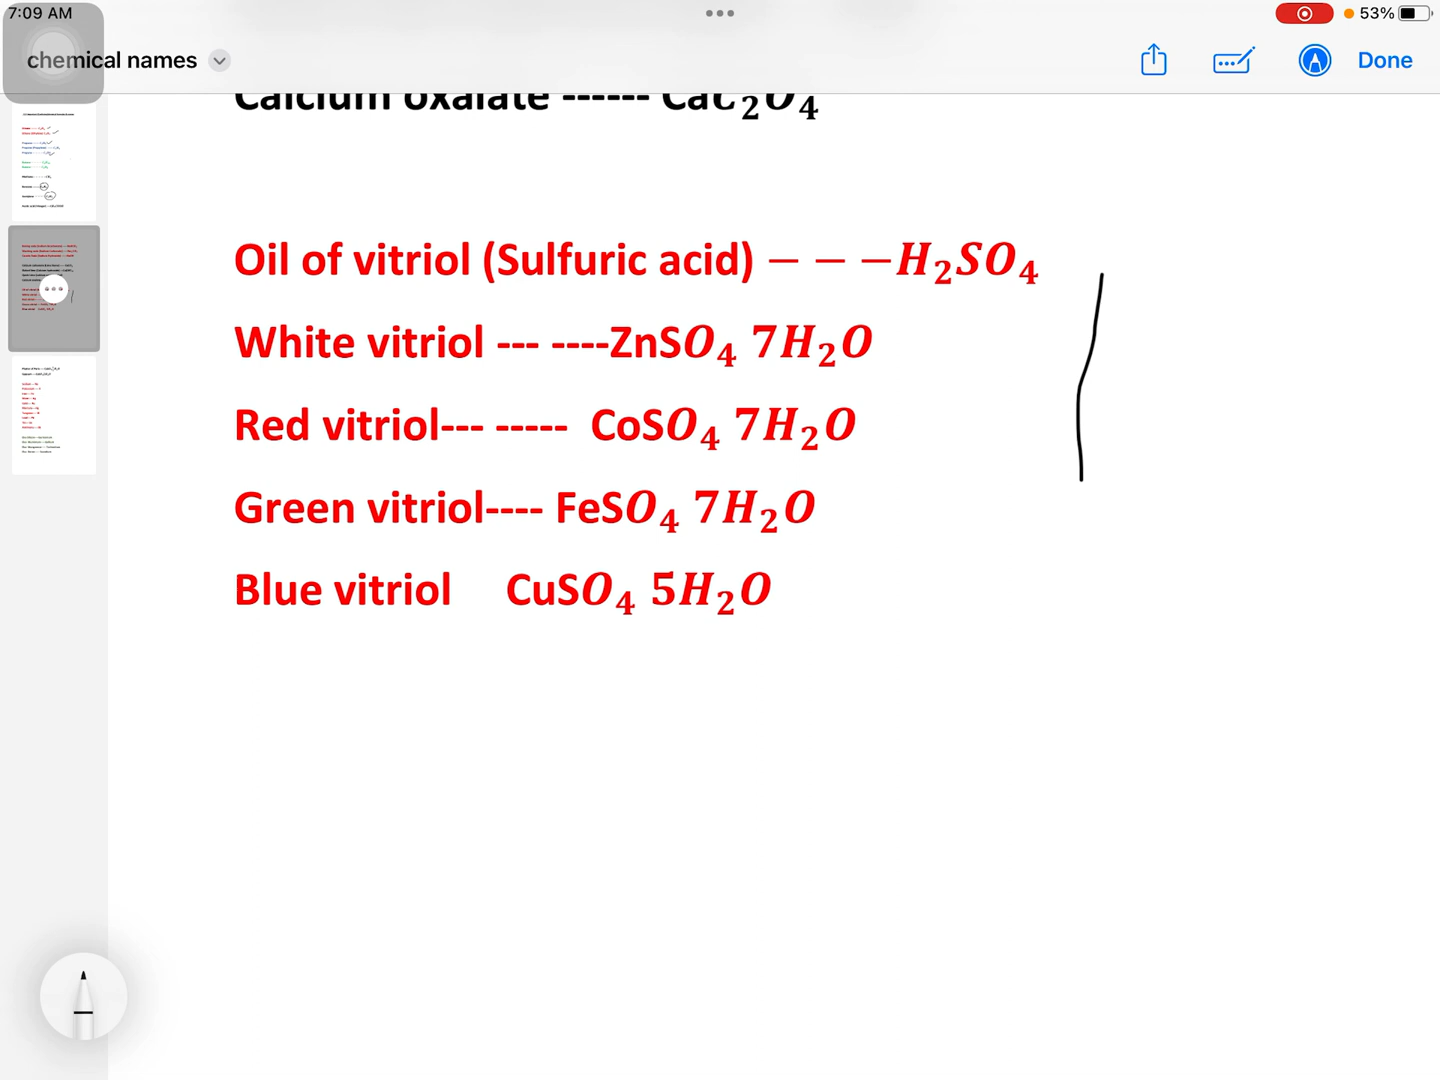 7:09 AM
53%
chemical names
Done
Calcium oxalate ------ CaC₂O₄
Oil of vitriol (Sulfuric acid) − − −H₂SO₄
White vitriol --- ----ZnSO₄ 7H₂O
Red vitriol--- ----- CoSO₄ 7H₂O
Green vitriol---- FeSO₄ 7H₂O
Blue vitriol CuSO₄ 5H₂O